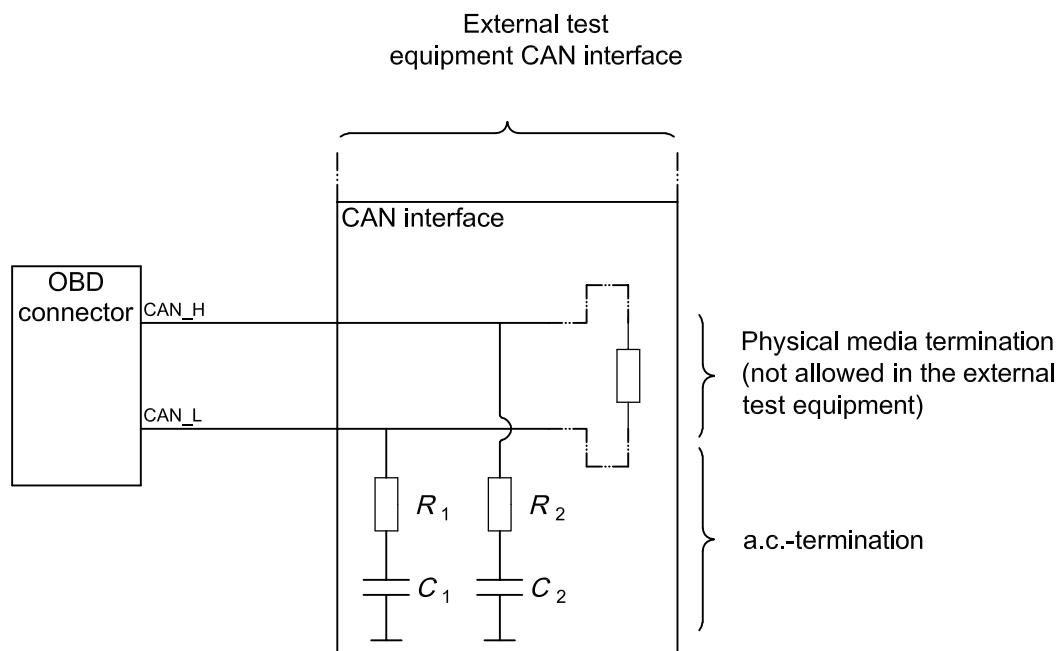 External test
equipment CAN interface
CAN interface
OBD
connector
CAN_H
CAN_L
Physical media termination
(not allowed in the external
test equipment)
R1
R2
a.c.-termination
C1
C2